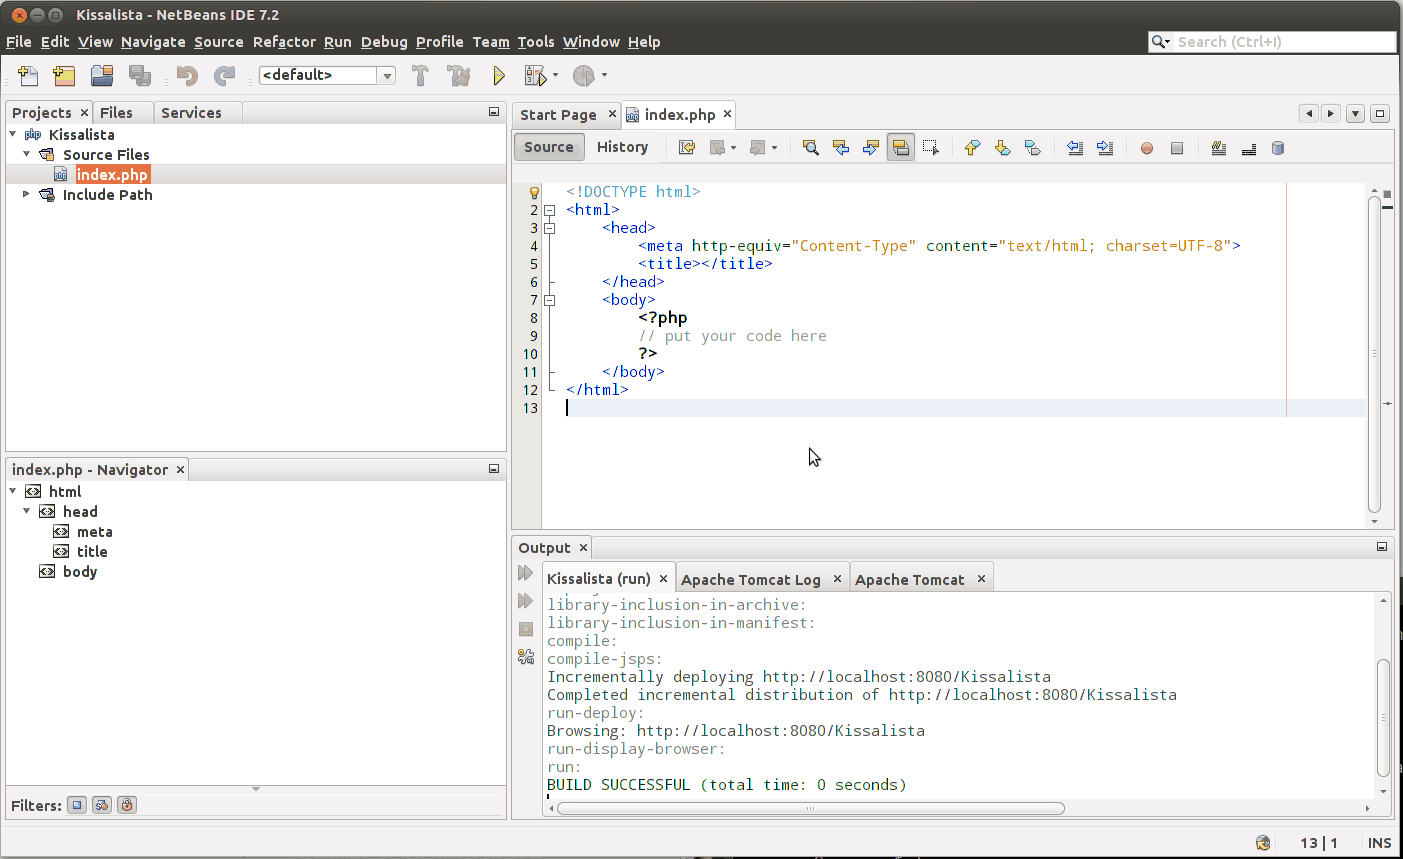 Kissalista - NetBeans IDE 7.2
File Edit View Navigate Source Refactor Run Debug Profile Team Tools Window Help
Search (Ctrl+I)
<default>
Projects Files Services
php Kissalista
Source Files
index.php
Include Path
index.php - Navigator
html
head
meta
title
body
Filters:
Start Page index.php
Source History
<!DOCTYPE html>
2 <html>
3 <head>
4 <meta http-equiv="Content-Type" content="text/html; charset=UTF-8">
5 <title></title>
6 </head>
7 <body>
8 <?php
9 // put your code here
10 ?>
11 </body>
12 </html>
13
Output
Kissalista (run) Apache Tomcat Log Apache Tomcat
library-inclusion-in-archive:
library-inclusion-in-manifest:
compile:
compile-jsps:
Incrementally deploying http://localhost:8080/Kissalista
Completed incremental distribution of http://localhost:8080/Kissalista
run-deploy:
Browsing: http://localhost:8080/Kissalista
run-display-browser:
run:
BUILD SUCCESSFUL (total time: 0 seconds)
13 | 1 INS